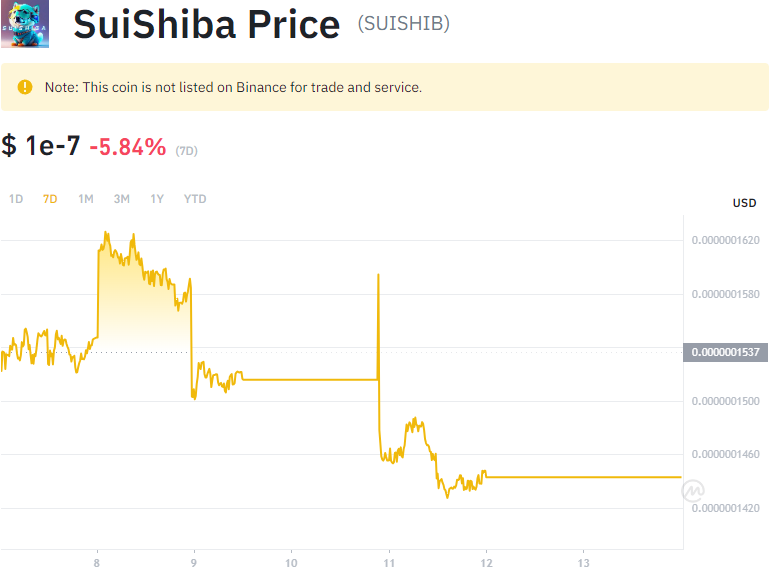 SuiShiba Price (SUISHIB)
SUISHIBA
Note: This coin is not listed on Binance for trade and service.
$ 1e-7 -5.84% (7D)
1D 7D 1M 3M 1Y YTD
USD
0.0000001620
0.0000001580
0.0000001537
0.0000001500
0.0000001460
0.0000001420
8 9 10 11 12 13